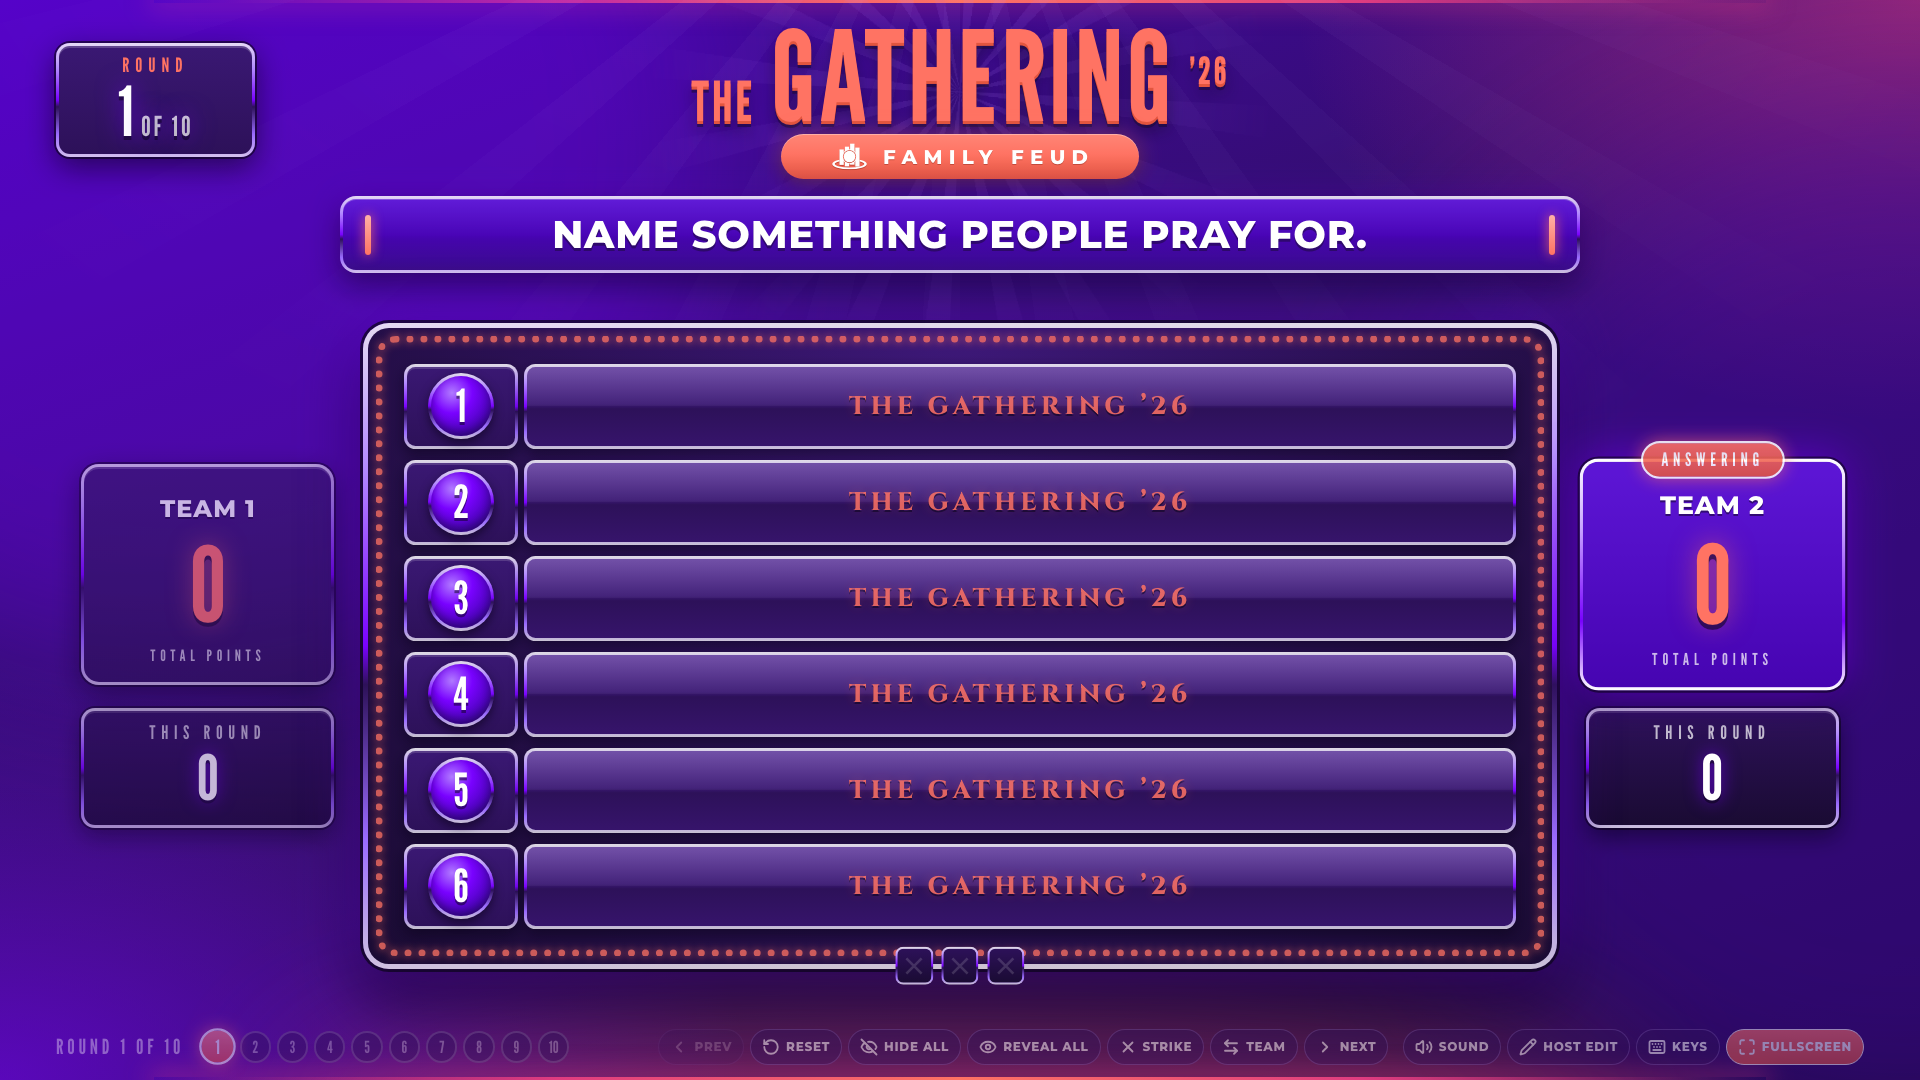 ROUND
1 OF 10
THE GATHERING ’26
FAMILY FEUD
NAME SOMETHING PEOPLE PRAY FOR.
1 THE GATHERING ’26
2 THE GATHERING ’26
3 THE GATHERING ’26
4 THE GATHERING ’26
5 THE GATHERING ’26
6 THE GATHERING ’26
TEAM 1
0
TOTAL POINTS
THIS ROUND
0
ANSWERING
TEAM 2
0
TOTAL POINTS
THIS ROUND
0
ROUND 1 OF 10 1 2 3 4 5 6 7 8 9 10 PREV RESET HIDE ALL REVEAL ALL STRIKE TEAM NEXT SOUND HOST EDIT KEYS FULLSCREEN